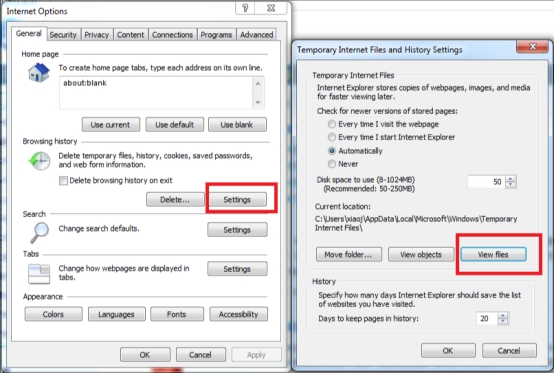 Internet Options
General Security Privacy Content Connections Programs Advanced
Home page
To create home page tabs, type each address on its own line.
about:blank
Use current Use default Use blank
Browsing history
Delete temporary files, history, cookies, saved passwords,
and web form information.
Delete browsing history on exit
Delete... Settings
Search
Change search defaults. Settings
Tabs
Change how webpages are displayed in
tabs. Settings
Appearance
Colors Languages Fonts Accessibility
OK Cancel Apply
Temporary Internet Files and History Settings
Temporary Internet Files
Internet Explorer stores copies of webpages, images, and media
for faster viewing later.
Check for newer versions of stored pages:
Every time I visit the webpage
Every time I start Internet Explorer
Automatically
Never
Disk space to use (8-1024MB) 50
(Recommended: 50-250MB)
Current location:
C:\Users\xiaoj\AppData\Local\Microsoft\Windows\Temporary
Internet Files\
Move folder... View objects View files
History
Specify how many days Internet Explorer should save the list
of websites you have visited.
Days to keep pages in history: 20
OK Cancel